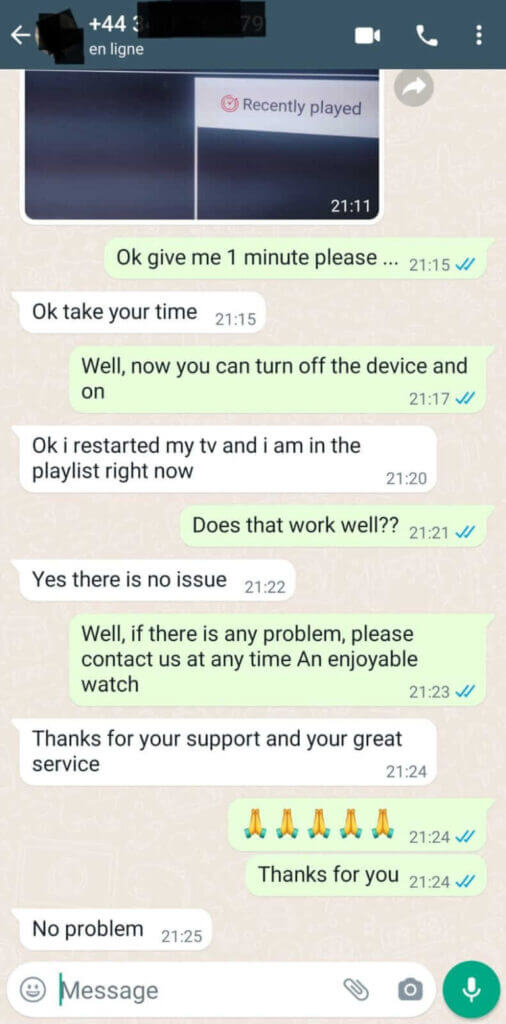 +44 3 79
en ligne
Recently played
21:11
Ok give me 1 minute please ... 21:15
Ok take your time 21:15
Well, now you can turn off the device and
on 21:17
Ok i restarted my tv and i am in the
playlist right now 21:20
Does that work well?? 21:21
Yes there is no issue 21:22
Well, if there is any problem, please
contact us at any time An enjoyable
watch 21:23
Thanks for your support and your great
service 21:24
🙏🙏🙏🙏🙏 21:24
Thanks for you 21:24
No problem 21:25
Message